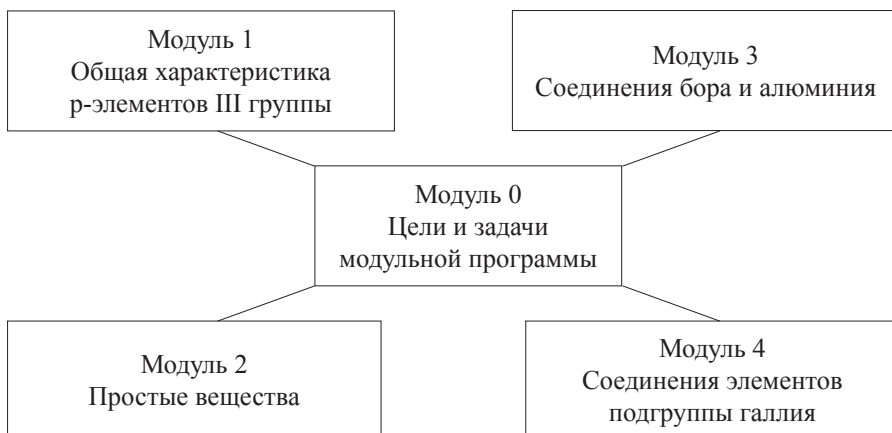 Модуль 1
Общая характеристика
р-элементов III группы
Модуль 3
Соединения бора и алюминия
Модуль 0
Цели и задачи
модульной программы
Модуль 2
Простые вещества
Модуль 4
Соединения элементов
подгруппы галлия